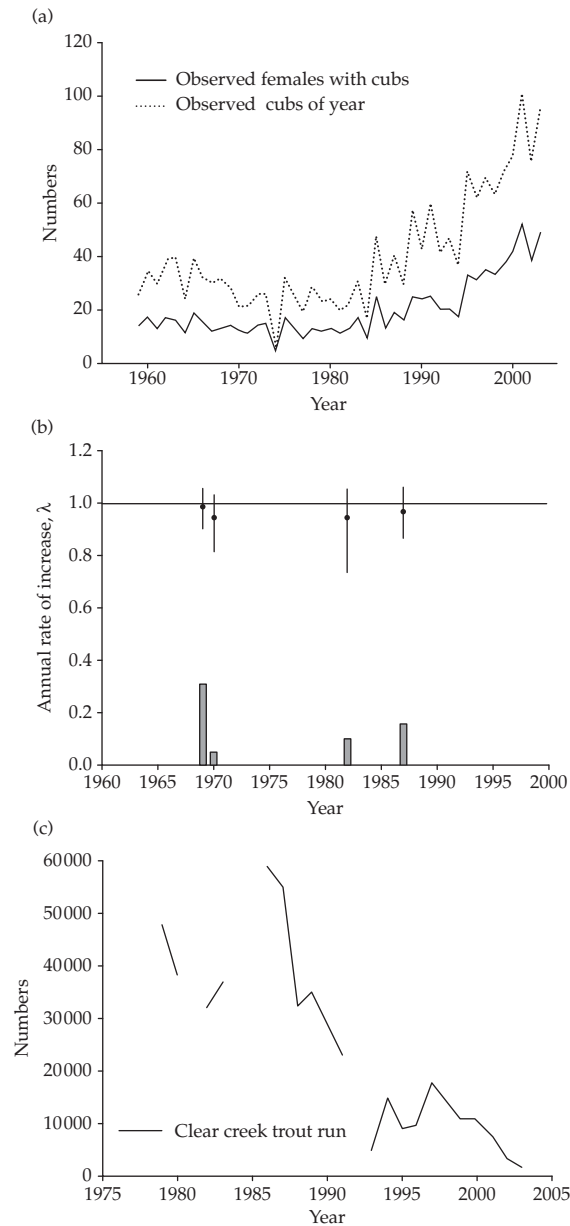 (a)
120
100
80
60
40
20
0
Numbers
Observed females with cubs
Observed cubs of year
1960 1970 1980 1990 2000
Year
(b)
1.2
1.0
0.8
0.6
0.4
0.2
0.0
Annual rate of increase, λ
1960 1965 1970 1975 1980 1985 1990 1995 2000
Year
(c)
60000
50000
40000
30000
20000
10000
0
Numbers
Clear creek trout run
1975 1980 1985 1990 1995 2000 2005
Year